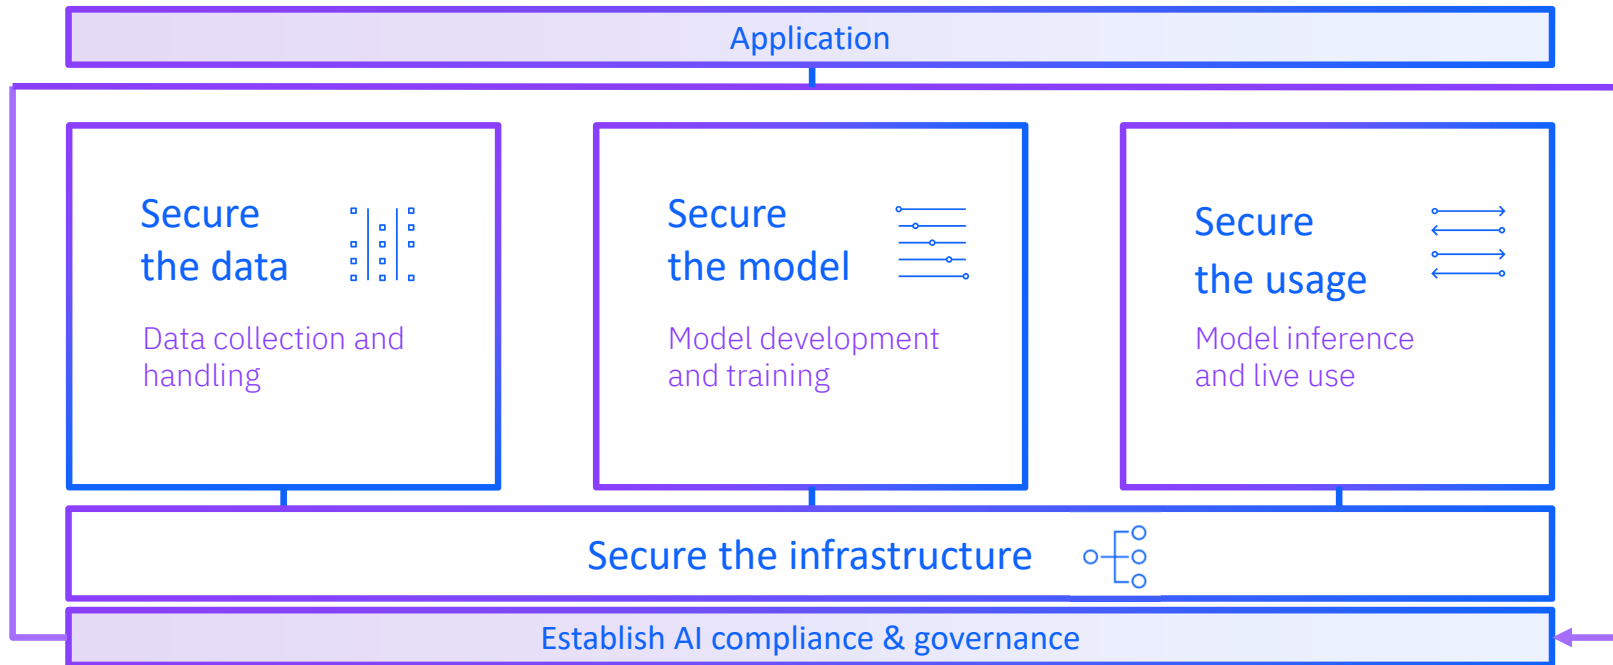 Application
Secure
the data
Data collection and
handling
Secure
the model
Model development
and training
Secure
the usage
Model inference
and live use
Secure the infrastructure
Establish AI compliance & governance